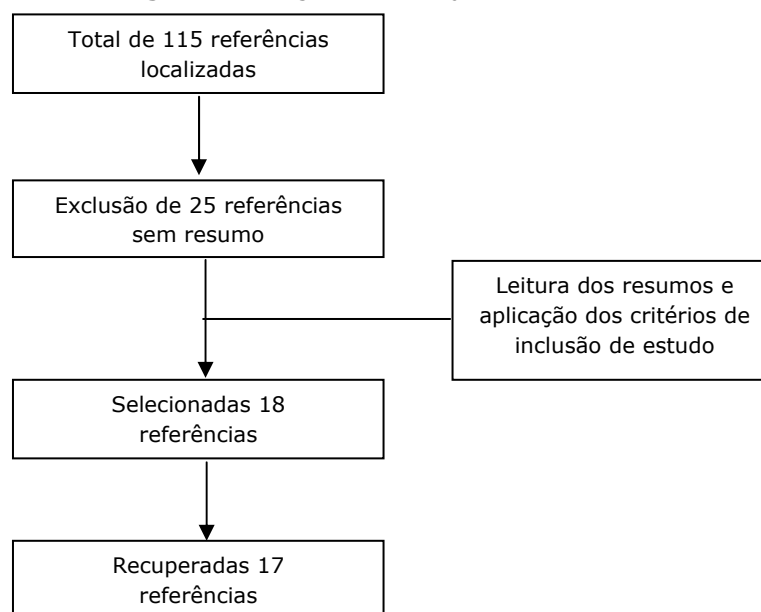 Total de 115 referências
localizadas
Exclusão de 25 referências
sem resumo
Leitura dos resumos e
aplicação dos critérios de
inclusão de estudo
Selecionadas 18
referências
Recuperadas 17
referências